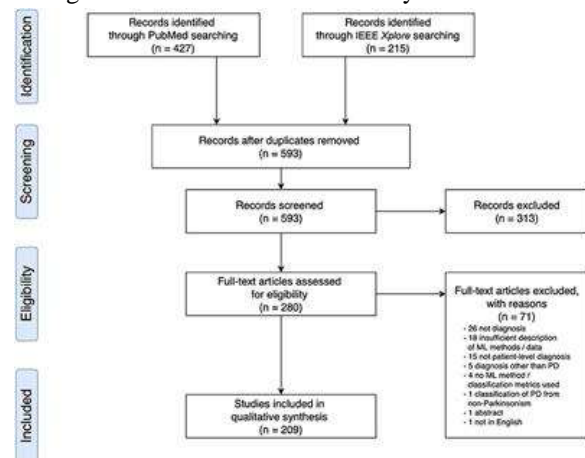 Records identified
through PubMed searching
(n = 427)
Records identified
through IEEE Xplore searching
(n = 215)
Identification
Records after duplicates removed
(n = 593)
Screening
Records screened
(n = 593)
Records excluded
(n = 313)
Eligibility
Full-text articles assessed
for eligibility
(n = 280)
Full-text articles excluded,
with reasons
(n = 71)
- 26 not diagnosis
- 18 insufficient description
of ML methods / data
- 15 not patient-level diagnosis
- 5 diagnosis other than PD
- 4 no ML method /
classification metrics used
- 1 classification of PD from
non-Parkinsonism
- 1 abstract
- 1 not in English
Included
Studies included in
qualitative synthesis
(n = 209)